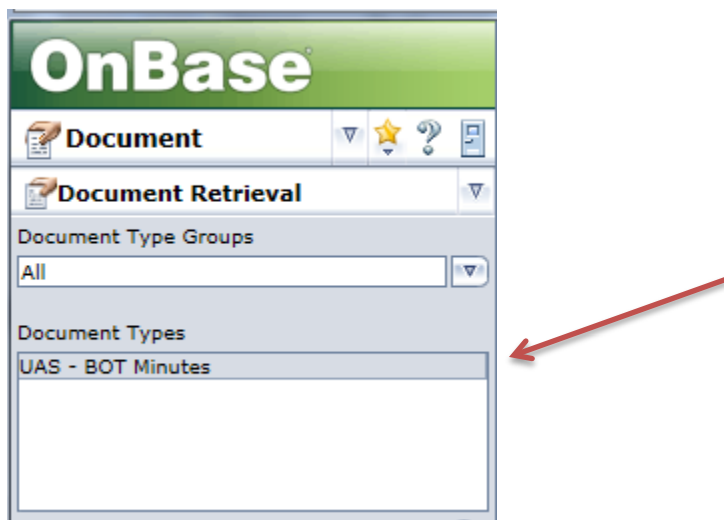 OnBase
Document
Document Retrieval
Document Type Groups
All
Document Types
UAS - BOT Minutes